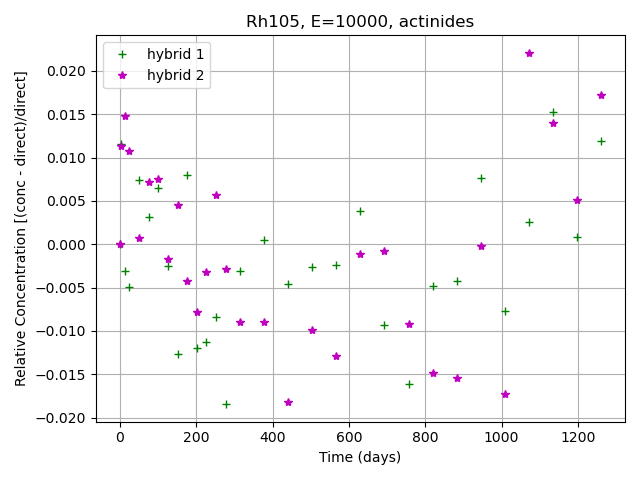 Rh105, E=10000, actinides
hybrid 1
hybrid 2
Relative Concentration [(conc - direct)/direct]
0.020
0.015
0.010
0.005
0.000
−0.005
−0.010
−0.015
−0.020
0 200 400 600 800 1000 1200
Time (days)